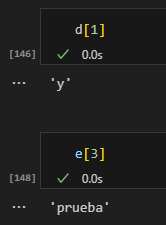 d[1]
[146]
0.0s
... 'y'
e[3]
[148]
0.0s
... 'prueba'